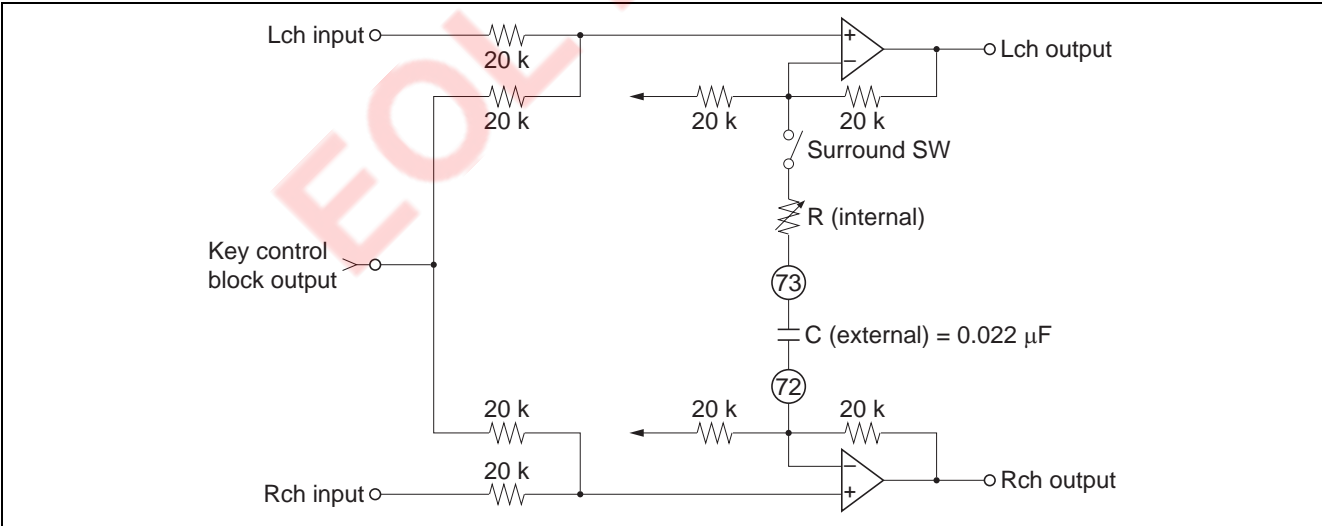 EOL
Lch input
20 k
20 k
+
−
Lch output
20 k
20 k
Surround SW
R (internal)
Key control
block output
73
C (external) = 0.022 μF
72
20 k
20 k
20 k
20 k
Rch input
−
+
Rch output